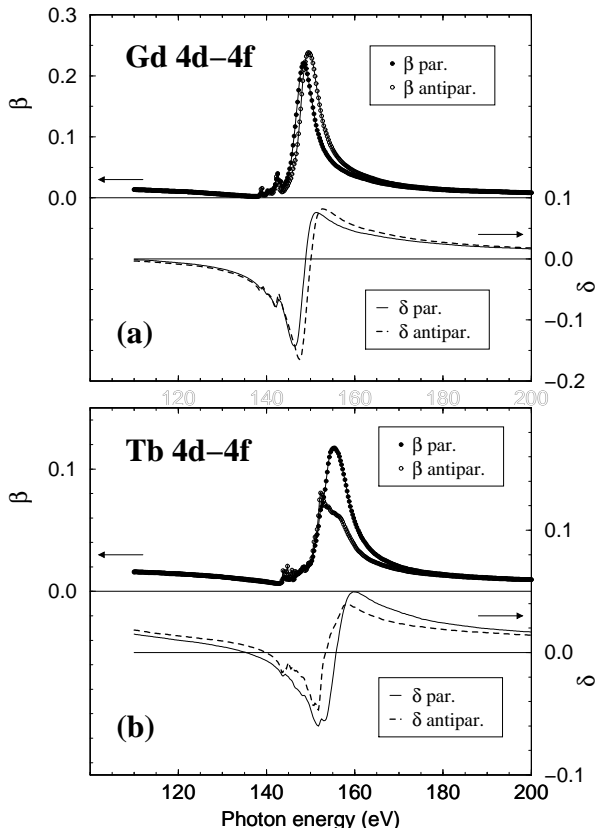 0.3
Gd 4d−4f
β par.
β antipar.
0.2
β
0.1
0.0
0.1
0.0
δ
δ par.
δ antipar.
−0.1
(a)
−0.2
120 140 160 180 200
Tb 4d−4f
β par.
β antipar.
0.1
β
0.1
0.0
0.0
δ
δ par.
δ antipar.
(b)
−0.1
120 140 160 180 200
Photon energy (eV)